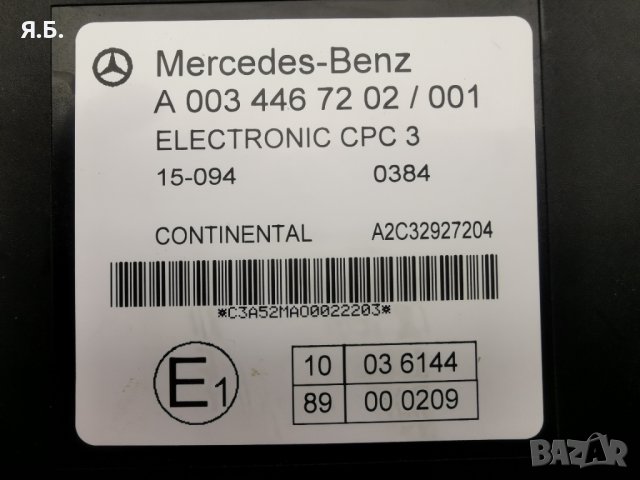 Я.Б.
Mercedes-Benz
A 003 446 72 02 / 001
ELECTRONIC CPC 3
15-094 0384
CONTINENTAL A2C32927204
*C3A52MAO0022203*
E1
10 03 6144
89 00 0209
BAZAR